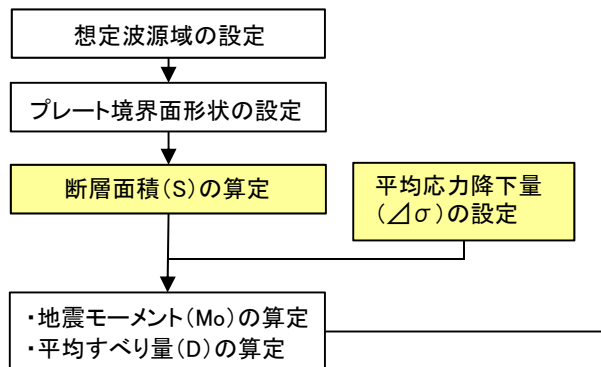 想定波源域の設定
プレート境界面形状の設定
断層面積(S)の算定
平均応力降下量
(⊿σ)の設定
・地震モーメント(Mo)の算定
・平均すべり量(D)の算定